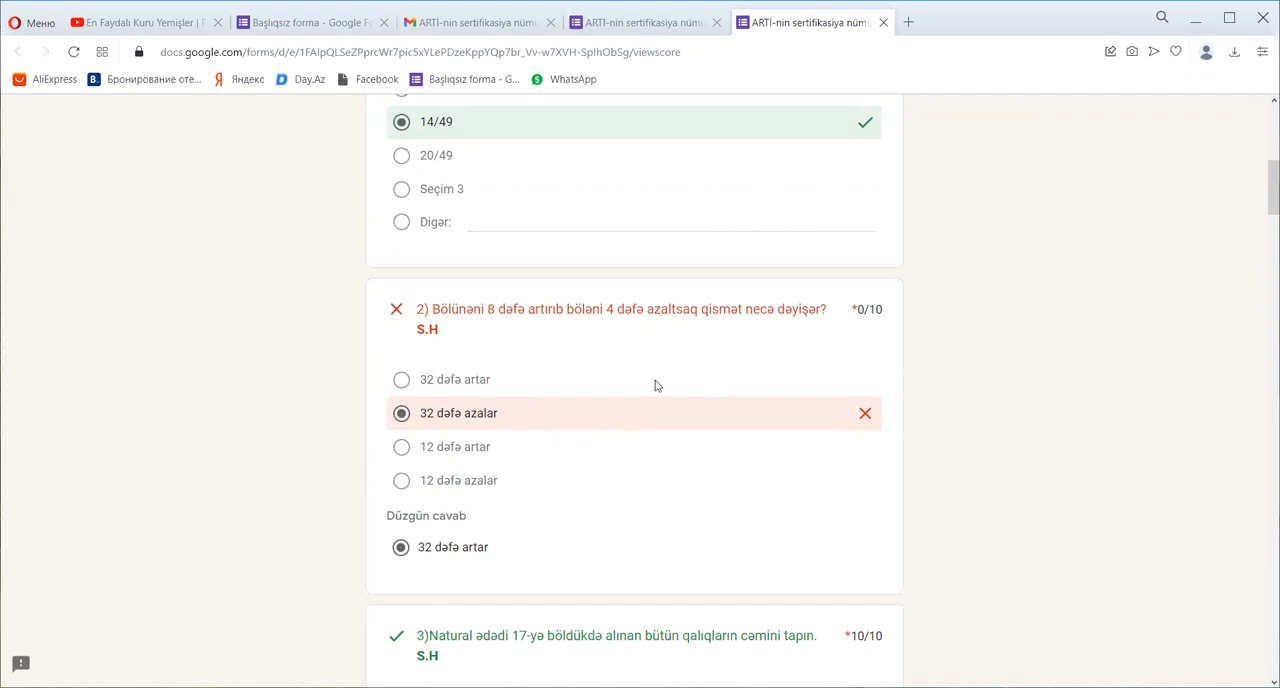 Меню
En Faydalı Kuru Yemişler | F
Başlıqsız forma - Google Fo
ARTİ-nin sertifikasiya nümu
ARTİ-nin sertifikasiya nümu
ARTİ-nin sertifikasiya nümu
docs.google.com/forms/d/e/1FAIpQLSeZPprcWr7pic5xYLePDzeKppYQp7br_Vv-w7XVH-SpIhObSg/viewscore
AliExpress
B.
Бронирование оте...
Я
Яндекс
Day.Az
Facebook
Başlıqsız forma - G...
WhatsApp
14/49
20/49
Seçim 3
Digər:
2) Bölünəni 8 dəfə artırıb böləni 4 dəfə azaltsaq qismət necə dəyişər?
*0/10
S.H
32 dəfə artar
32 dəfə azalar
12 dəfə artar
12 dəfə azalar
Düzgün cavab
32 dəfə artar
3)Natural ədədi 17-yə böldükdə alınan bütün qalıqların cəmini tapın.
*10/10
S.H